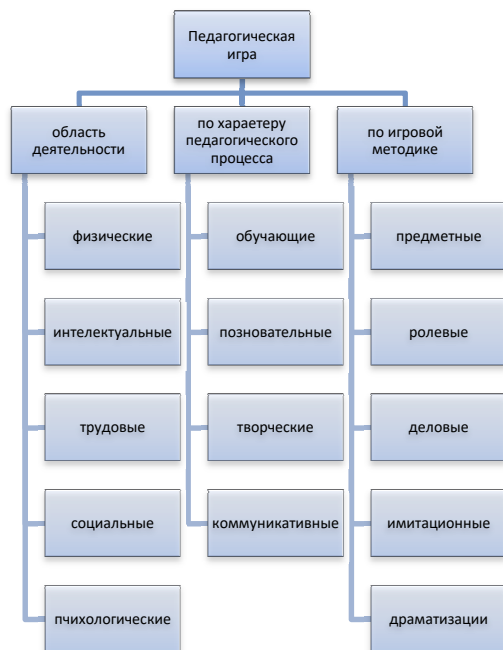 Педагогическая
игра
область
деятельности
физические
интелектуальные
трудовые
социальные
пчихологические
по характеру
педагогического
процесса
обучающие
позновательные
творческие
коммуникативные
по игровой
методике
предметные
ролевые
деловые
имитационные
драматизации